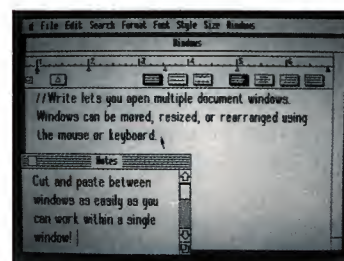 File Edit Search Format Font Style Size Windows
Windows
//Write lets you open multiple document windows.
Windows can be moved, resized, or rearranged using
the mouse or keyboard.
Notes
Cut and paste between
windows as easily as you
can work within a single
window!